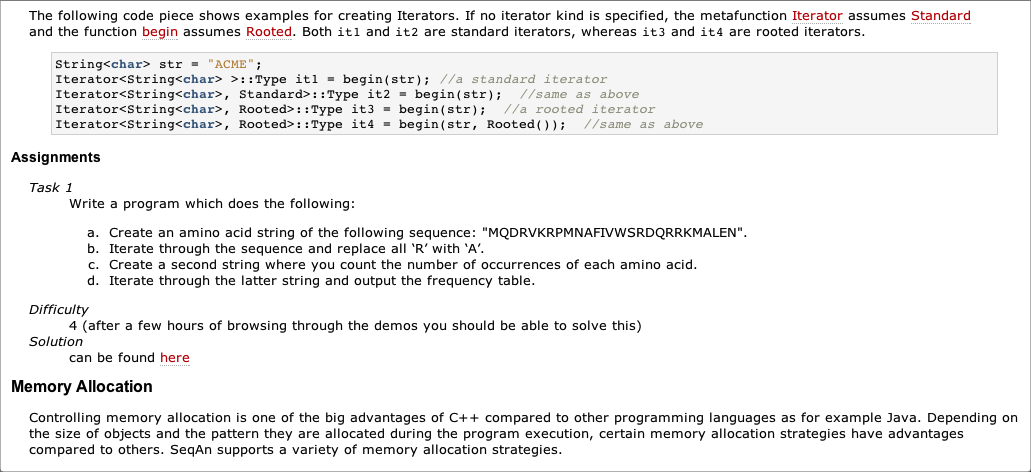 The following code piece shows examples for creating Iterators. If no iterator kind is specified, the metafunction Iterator assumes Standard
and the function begin assumes Rooted. Both it1 and it2 are standard iterators, whereas it3 and it4 are rooted iterators.
String<char> str = "ACME";
Iterator<String<char> >::Type it1 = begin(str); //a standard iterator
Iterator<String<char>, Standard>::Type it2 = begin(str);  //same as above
Iterator<String<char>, Rooted>::Type it3 = begin(str);  //a rooted iterator
Iterator<String<char>, Rooted>::Type it4 = begin(str, Rooted());  //same as above
Assignments
Task 1
Write a program which does the following:
a. Create an amino acid string of the following sequence: "MQDRVKRPMNAFIVWSRDQRRKMALEN".
b. Iterate through the sequence and replace all ‘R’ with ‘A’.
c. Create a second string where you count the number of occurrences of each amino acid.
d. Iterate through the latter string and output the frequency table.
Difficulty
4 (after a few hours of browsing through the demos you should be able to solve this)
Solution
can be found here
Memory Allocation
Controlling memory allocation is one of the big advantages of C++ compared to other programming languages as for example Java. Depending on
the size of objects and the pattern they are allocated during the program execution, certain memory allocation strategies have advantages
compared to others. SeqAn supports a variety of memory allocation strategies.